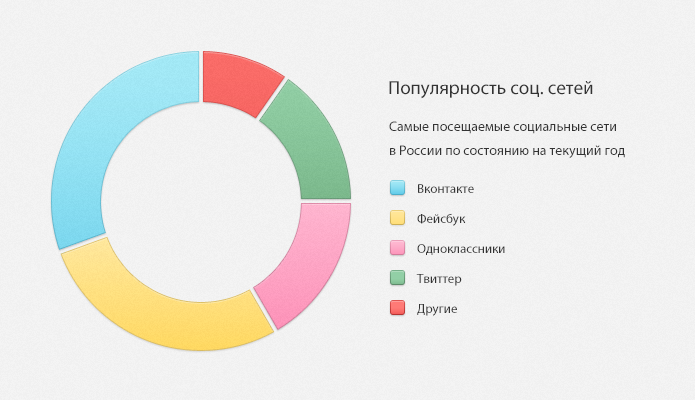 Популярность соц. сетей
Самые посещаемые социальные сети
в России по состоянию на текущий год
Вконтакте
Фейсбук
Одноклассники
Твиттер
Другие